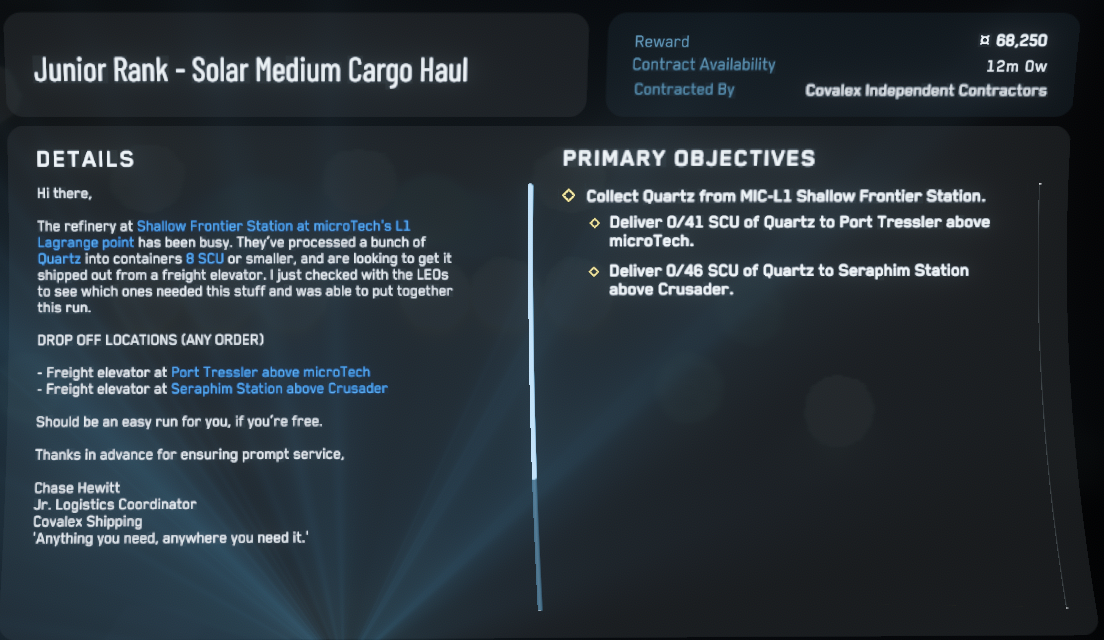 Junior Rank - Solar Medium Cargo Haul
Reward ¤ 68,250
Contract Availability 12m 0w
Contracted By Covalex Independent Contractors
DETAILS
Hi there,
The refinery at Shallow Frontier Station at microTech's L1
Lagrange point has been busy. They've processed a bunch of
Quartz into containers 8 SCU or smaller, and are looking to get it
shipped out from a freight elevator. I just checked with the LEOs
to see which ones needed this stuff and was able to put together
this run.
DROP OFF LOCATIONS (ANY ORDER)
- Freight elevator at Port Tressler above microTech
- Freight elevator at Seraphim Station above Crusader
Should be an easy run for you, if you're free.
Thanks in advance for ensuring prompt service,
Chase Hewitt
Jr. Logistics Coordinator
Covalex Shipping
'Anything you need, anywhere you need it.'
PRIMARY OBJECTIVES
Collect Quartz from MIC-L1 Shallow Frontier Station.
Deliver 0/41 SCU of Quartz to Port Tressler above
microTech.
Deliver 0/46 SCU of Quartz to Seraphim Station
above Crusader.